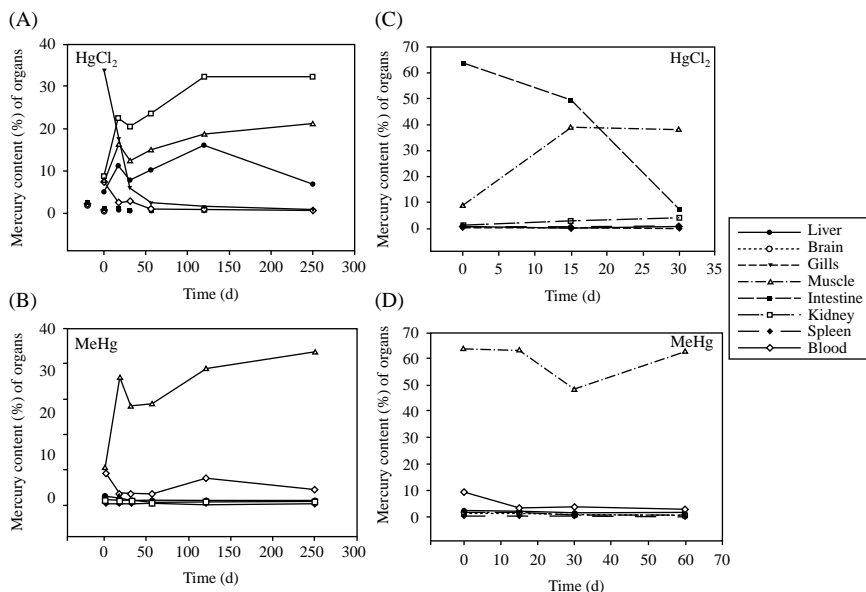 (A)
Mercury content (%) of organs
40
30
20
10
0
HgCl2
0 50 100 150 200 250 300
Time (d)
(C)
Mercury content (%) of organs
70
60
50
40
30
20
10
0
HgCl2
0 5 10 15 20 25 30 35
Time (d)
(B)
Mercury content (%) of organs
40
30
20
10
0
MeHg
0 50 100 150 200 250 300
Time (d)
(D)
Mercury content (%) of organs
70
60
50
40
30
20
10
0
MeHg
0 10 20 30 40 50 60 70
Time (d)
Liver
Brain
Gills
Muscle
Intestine
Kidney
Spleen
Blood